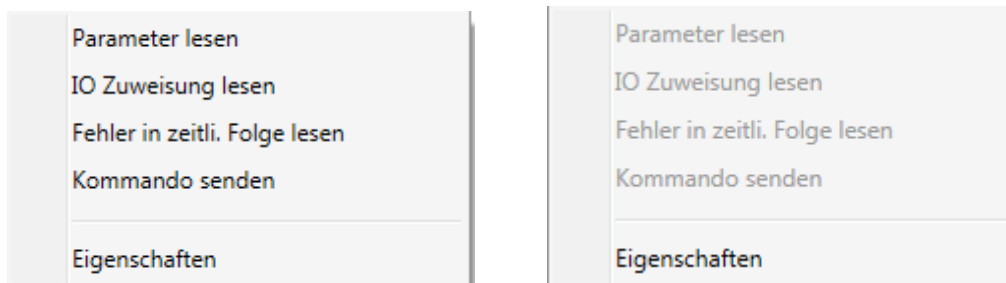 Parameter lesen
IO Zuweisung lesen
Fehler in zeitli. Folge lesen
Kommando senden
Eigenschaften
Parameter lesen
IO Zuweisung lesen
Fehler in zeitli. Folge lesen
Kommando senden
Eigenschaften